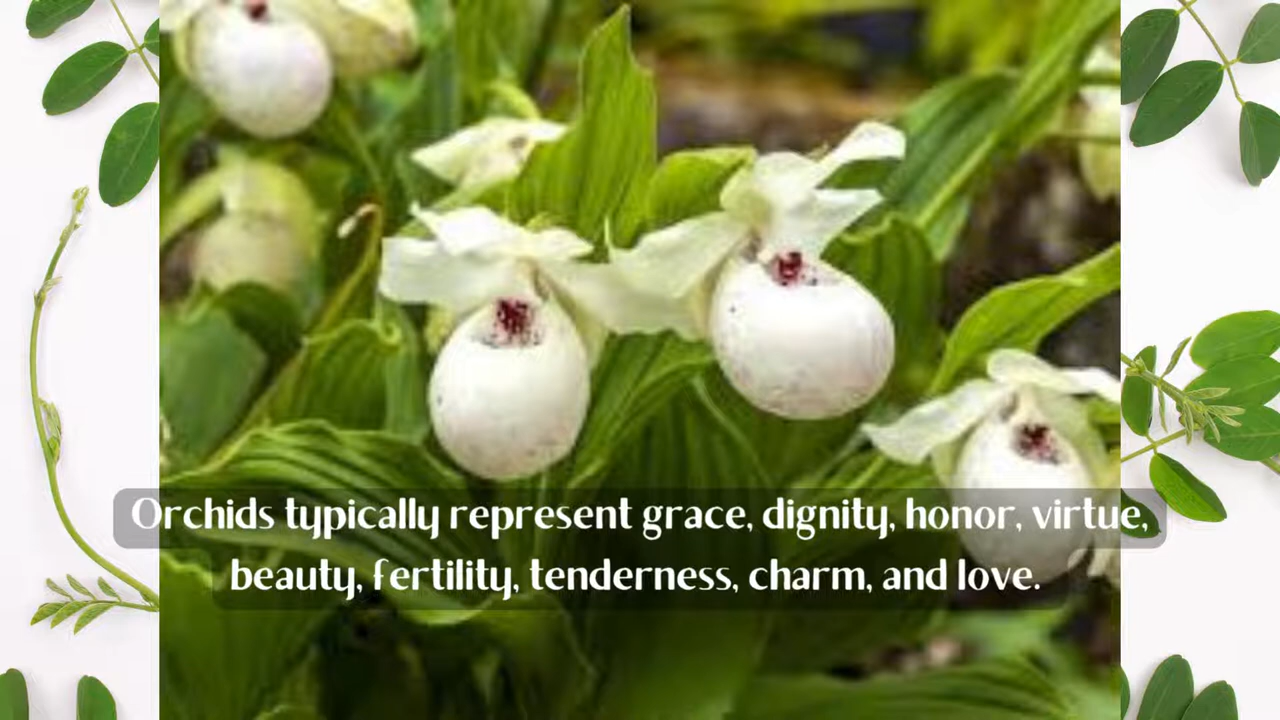 Orchids typically represent grace, dignity, honor, virtue,
beauty, fertility, tenderness, charm, and love.